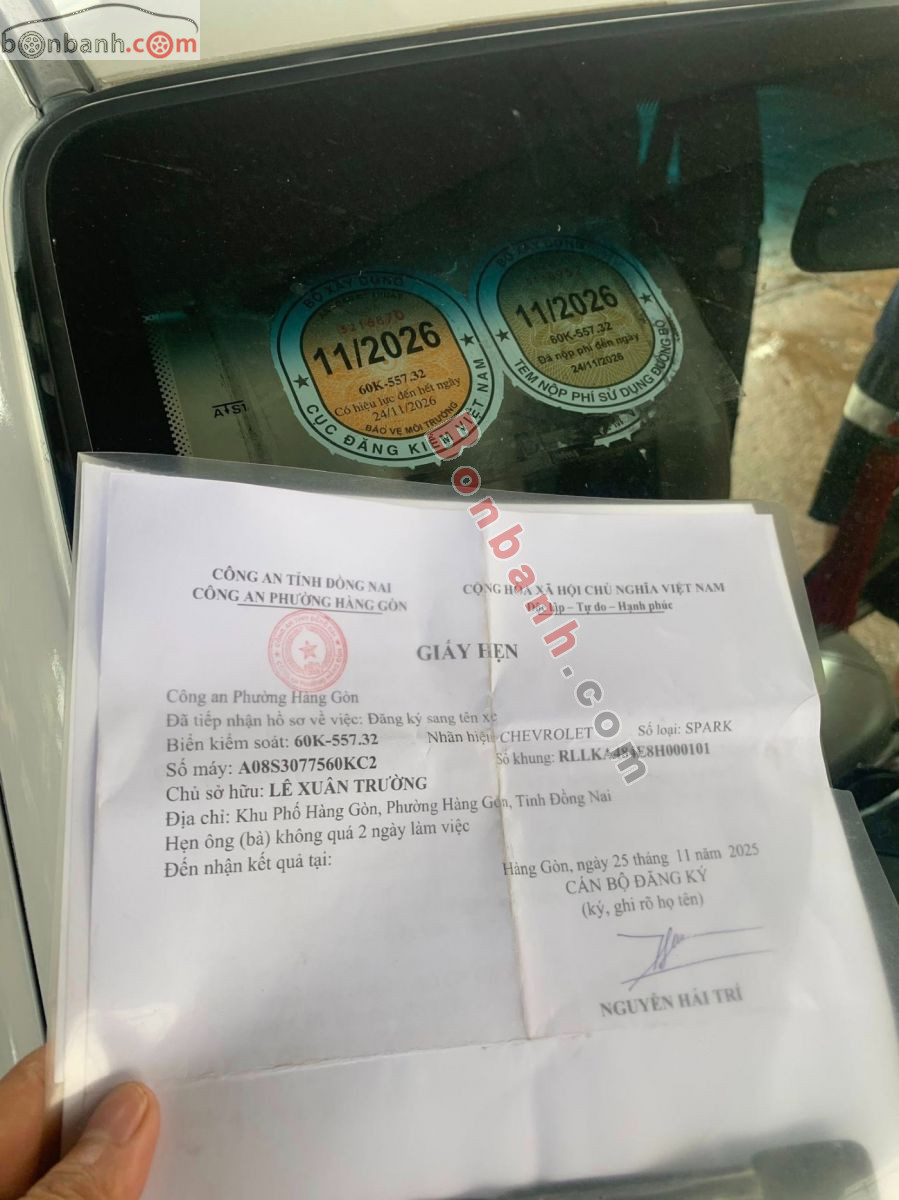 bonbanh.com
BỘ XÂY DỰNG
3216870
11/2026
60K-557.32
Có hiệu lực đến hết ngày
24/11/2026
BẢO VỆ MÔI TRƯỜNG
CỤC ĐĂNG KIỂM VIỆT NAM
BỘ XÂY DỰNG
11/2026
60K-557.32
Đã nộp phí đến ngày
24/11/2026
TEM NỘP PHÍ SỬ DỤNG ĐƯỜNG BỘ
Bonbanh.com
CÔNG AN TỈNH ĐỒNG NAI
CÔNG AN PHƯỜNG HÀNG GÒN
CỘNG HÒA XÃ HỘI CHỦ NGHĨA VIỆT NAM
Độc lập – Tự do – Hạnh phúc
GIẤY HẸN
Công an Phường Hàng Gòn
Đã tiếp nhận hồ sơ về việc: Đăng ký sang tên xe
Biển kiểm soát: 60K-557.32 Nhãn hiệu CHEVROLET Số loại: SPARK
Số máy: A08S3077560KC2 Số khung:
Chủ sở hữu: LÊ XUÂN TRƯỜNG
Địa chỉ: Khu Phố Hàng Gòn, Phường Hàng Gòn, Tỉnh Đồng Nai
Hẹn ông (bà) không quá 2 ngày làm việc
Đến nhận kết quả tại:
Hàng Gòn, ngày 25 tháng 11 năm 2025
CÁN BỘ ĐĂNG KÝ
(ký, ghi rõ họ tên)
NGUYỄN HẢI TRÍ